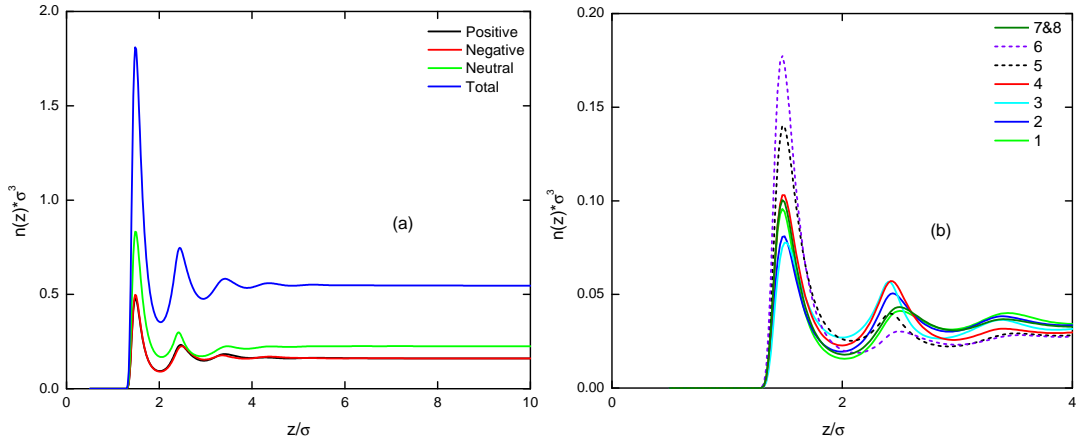 2.0
1.5
1.0
0.5
0.0
n(z)*σ³
Positive
Negative
Neutral
Total
(a)
0 2 4 6 8 10
z/σ
0.20
0.15
0.10
0.05
0.00
n(z)*σ³
7&8
6
5
4
3
2
1
(b)
0 2 4
z/σ